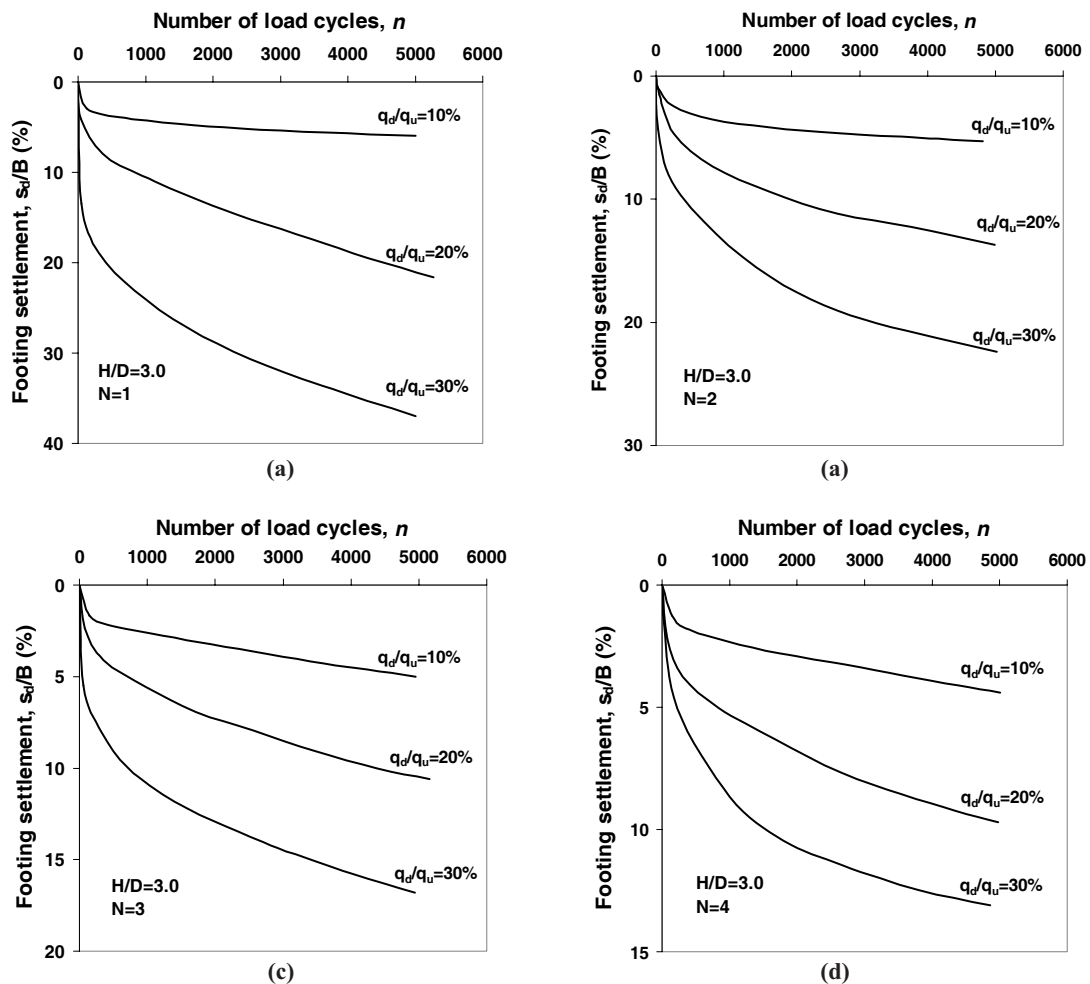 Number of load cycles, n
0 1000 2000 3000 4000 5000 6000
0
10
20
30
40
Footing settlement, sd/B (%)
qd/qu=10%
qd/qu=20%
qd/qu=30%
H/D=3.0
N=1
(a)
Number of load cycles, n
0 1000 2000 3000 4000 5000 6000
0
10
20
30
Footing settlement, sd/B (%)
qd/qu=10%
qd/qu=20%
qd/qu=30%
H/D=3.0
N=2
(a)
Number of load cycles, n
0 1000 2000 3000 4000 5000 6000
0
5
10
15
20
Footing settlement, sd/B (%)
qd/qu=10%
qd/qu=20%
qd/qu=30%
H/D=3.0
N=3
(c)
Number of load cycles, n
0 1000 2000 3000 4000 5000 6000
0
5
10
15
Footing settlement, sd/B (%)
qd/qu=10%
qd/qu=20%
qd/qu=30%
H/D=3.0
N=4
(d)